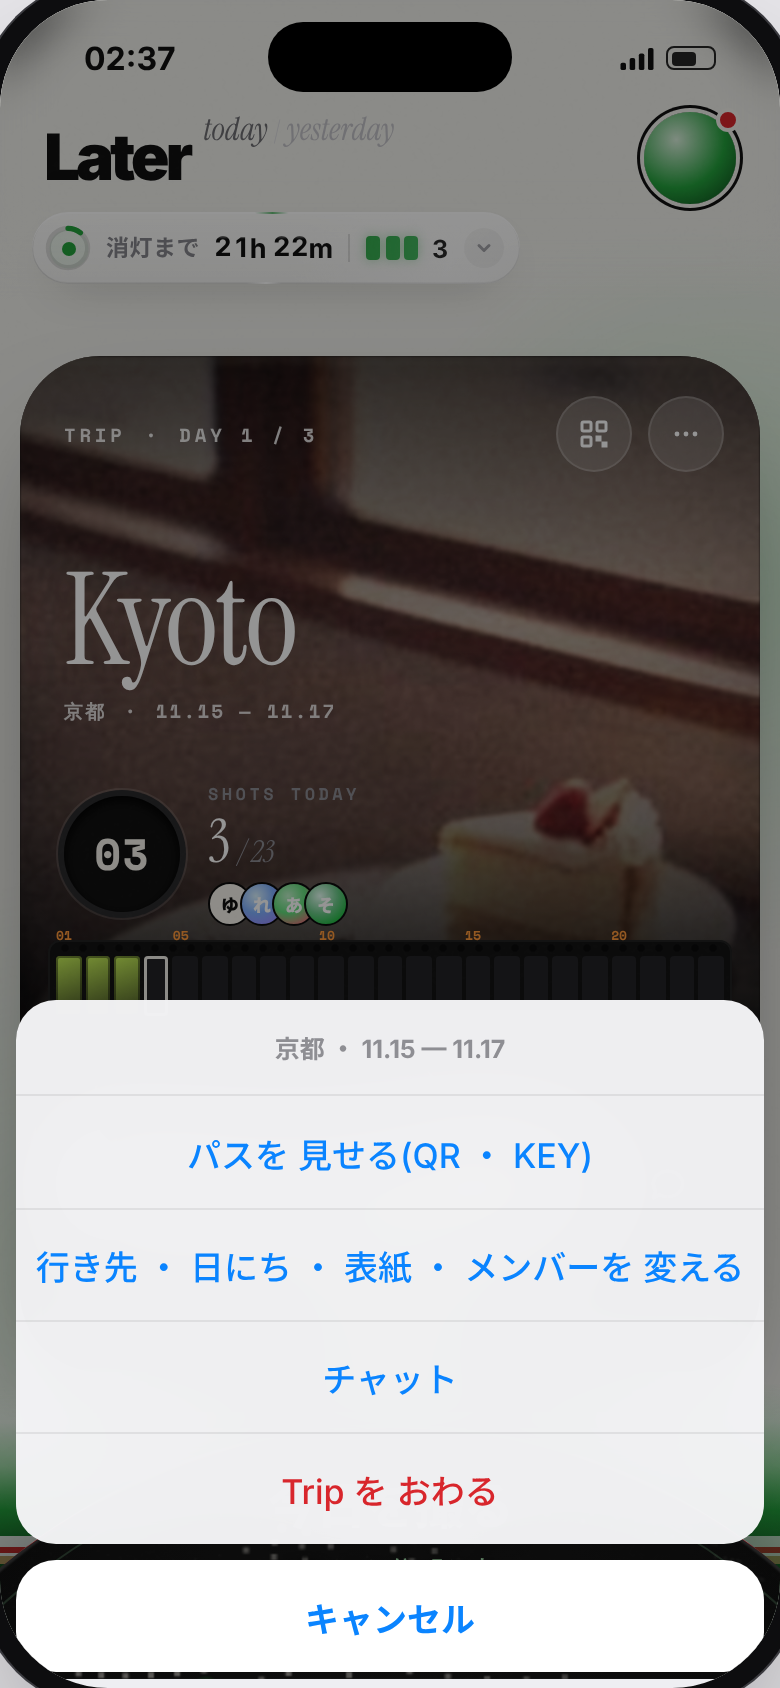 02:37
Later today / yesterday
消灯まで 21h 22m 3
TRIP ・ DAY 1 / 3
Kyoto
京都 ・ 11.15 — 11.17
SHOTS TODAY
03
3 / 23
ゆ れ あ そ
01 05 10 15 20
京都 ・ 11.15 — 11.17
パスを 見せる(QR ・ KEY)
行き先 ・ 日にち ・ 表紙 ・ メンバーを 変える
チャット
Trip を おわる
キャンセル